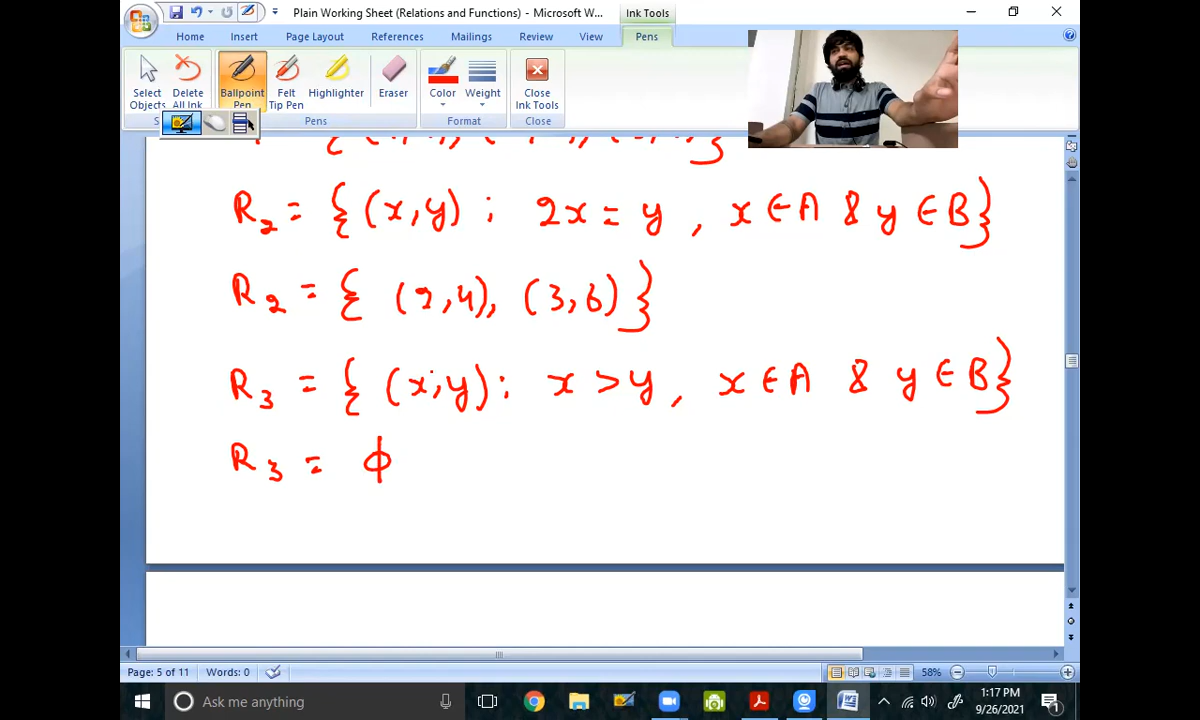 Plain Working Sheet (Relations and Functions) - Microsoft W...
Ink Tools
Home Insert Page Layout References Mailings Review View Pens
Select Objects
Delete All Ink
Ballpoint Pen
Felt Tip Pen
Highlighter
Eraser
Color
Weight
Close Ink Tools
Pens
Format
Close
R₂ = {(x,y) ; 2x = y , x ∈ A & y ∈ B}
R₂ = { (2,4), (3,6) }
R₃ = { (x,y) ; x > y , x ∈ A & y ∈ B}
R₃ = ϕ
Page: 5 of 11 Words: 0 58%
Ask me anything
1:17 PM
9/26/2021